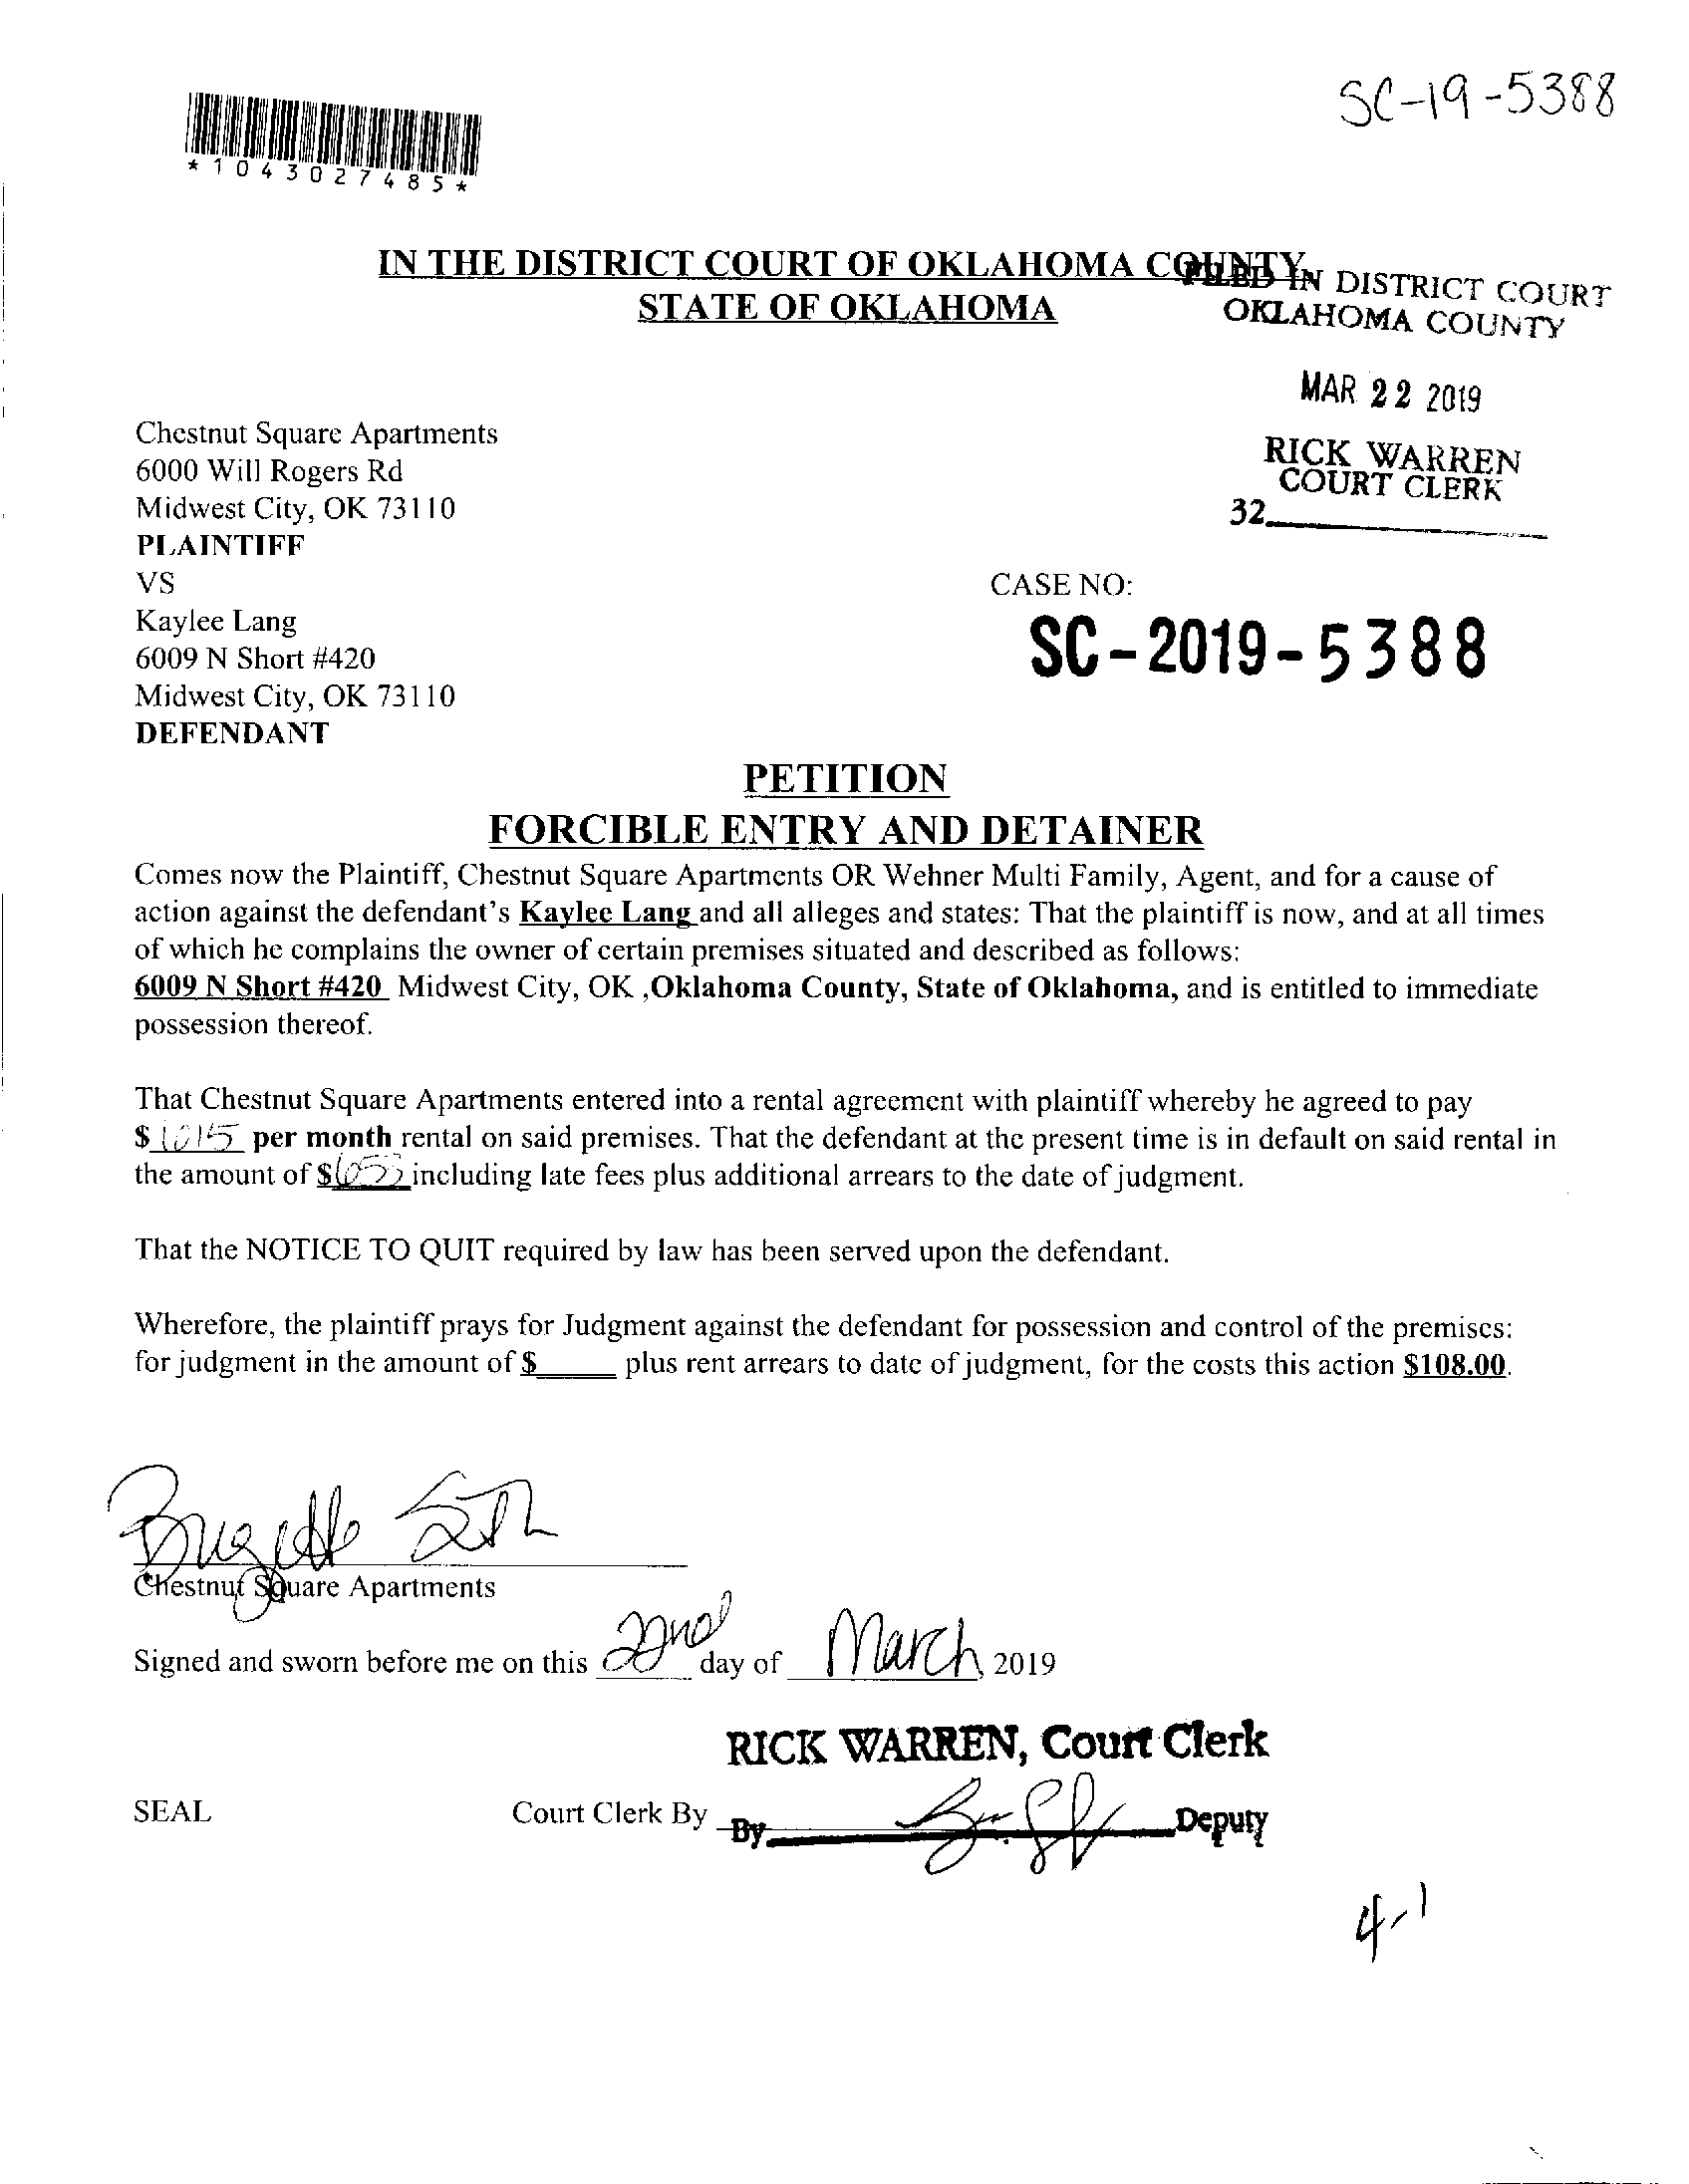 SC-19-5388
*1043027485*
IN THE DISTRICT COURT OF OKLAHOMA COUNTY
STATE OF OKLAHOMA
FILED IN DISTRICT COURT
OKLAHOMA COUNTY
MAR 22 2019
RICK WARREN
COURT CLERK
32
Chestnut Square Apartments
6000 Will Rogers Rd
Midwest City, OK 73110
PLAINTIFF
VS
CASE NO:
Kaylee Lang
SC-2019-5388
6009 N Short #420
Midwest City, OK 73110
DEFENDANT
PETITION
FORCIBLE ENTRY AND DETAINER
Comes now the Plaintiff, Chestnut Square Apartments OR Wehner Multi Family, Agent, and for a cause of
action against the defendant's Kaylee Lang and all alleges and states: That the plaintiff is now, and at all times
of which he complains the owner of certain premises situated and described as follows:
6009 N Short #420 Midwest City, OK ,Oklahoma County, State of Oklahoma, and is entitled to immediate
possession thereof.
That Chestnut Square Apartments entered into a rental agreement with plaintiff whereby he agreed to pay
$ per month rental on said premises. That the defendant at the present time is in default on said rental in
the amount of $ including late fees plus additional arrears to the date of judgment.
That the NOTICE TO QUIT required by law has been served upon the defendant.
Wherefore, the plaintiff prays for Judgment against the defendant for possession and control of the premises:
for judgment in the amount of $ plus rent arrears to date of judgment, for the costs this action $108.00.
Chestnut Square Apartments
Signed and sworn before me on this 22nd day of March, 2019
RICK WARREN, Court Clerk
SEAL
Court Clerk By By Deputy
4-1